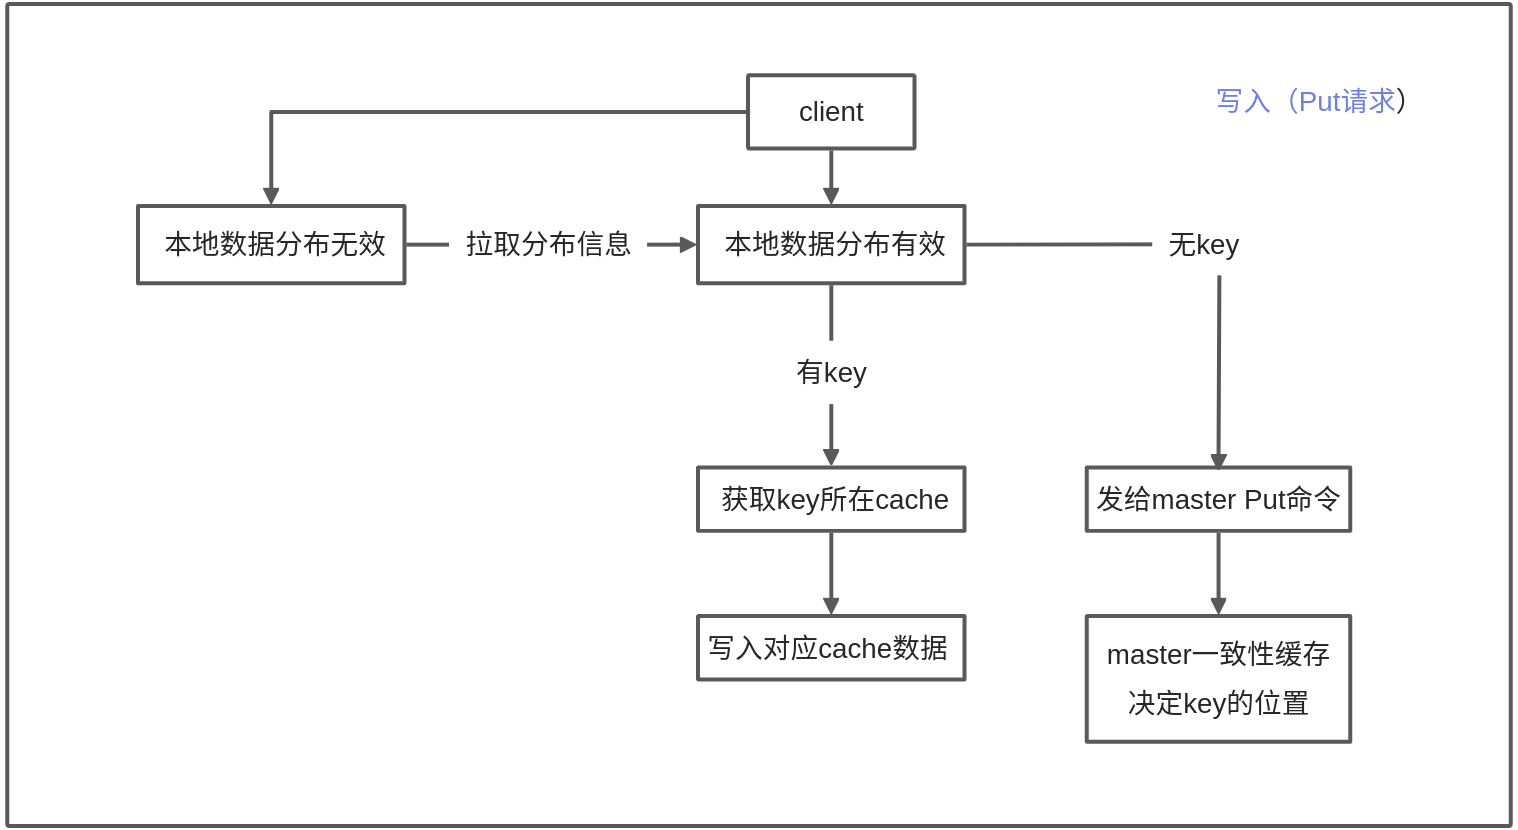 写入（Put请求）
client
本地数据分布无效
拉取分布信息
本地数据分布有效
无key
有key
获取key所在cache
发给master Put命令
写入对应cache数据
master一致性缓存
决定key的位置